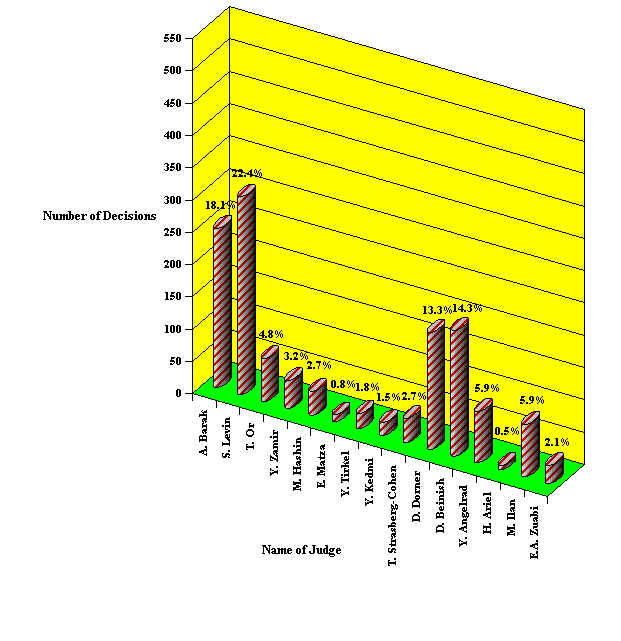 550
500
450
400
350
300
250
200
150
100
50
0
Number of Decisions
18.1%
22.4%
4.8%
3.2%
2.7%
0.8%
1.8%
1.5%
2.7%
13.3%
14.3%
5.9%
0.5%
5.9%
2.1%
A. Barak
S. Levin
T. Or
Y. Zamir
M. Hashin
E. Matza
Y. Tirkel
Y. Kedmi
T. Strasberg-Cohen
D. Dorner
D. Beinish
Y. Angelrad
H. Ariel
M. Ilan
E.A. Zuabi
Name of Judge